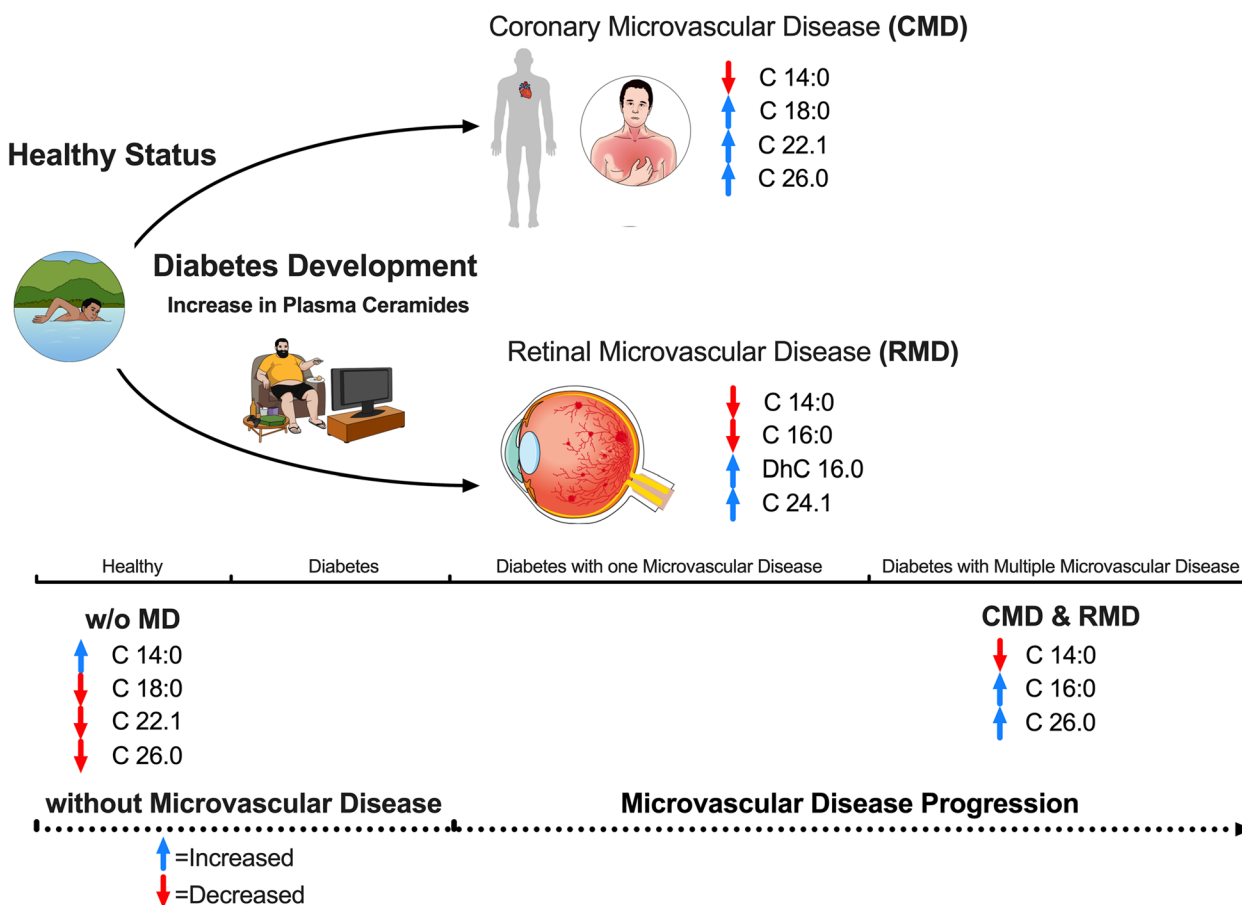 Coronary Microvascular Disease (CMD)
C 14:0
C 18:0
C 22.1
C 26.0
Healthy Status
Diabetes Development
Increase in Plasma Ceramides
Retinal Microvascular Disease (RMD)
C 14:0
C 16:0
DhC 16.0
C 24.1
Healthy
Diabetes
Diabetes with one Microvascular Disease
Diabetes with Multiple Microvascular Disease
w/o MD
C 14:0
C 18:0
C 22.1
C 26.0
CMD & RMD
C 14:0
C 16:0
C 26.0
without Microvascular Disease
Microvascular Disease Progression
=Increased
=Decreased